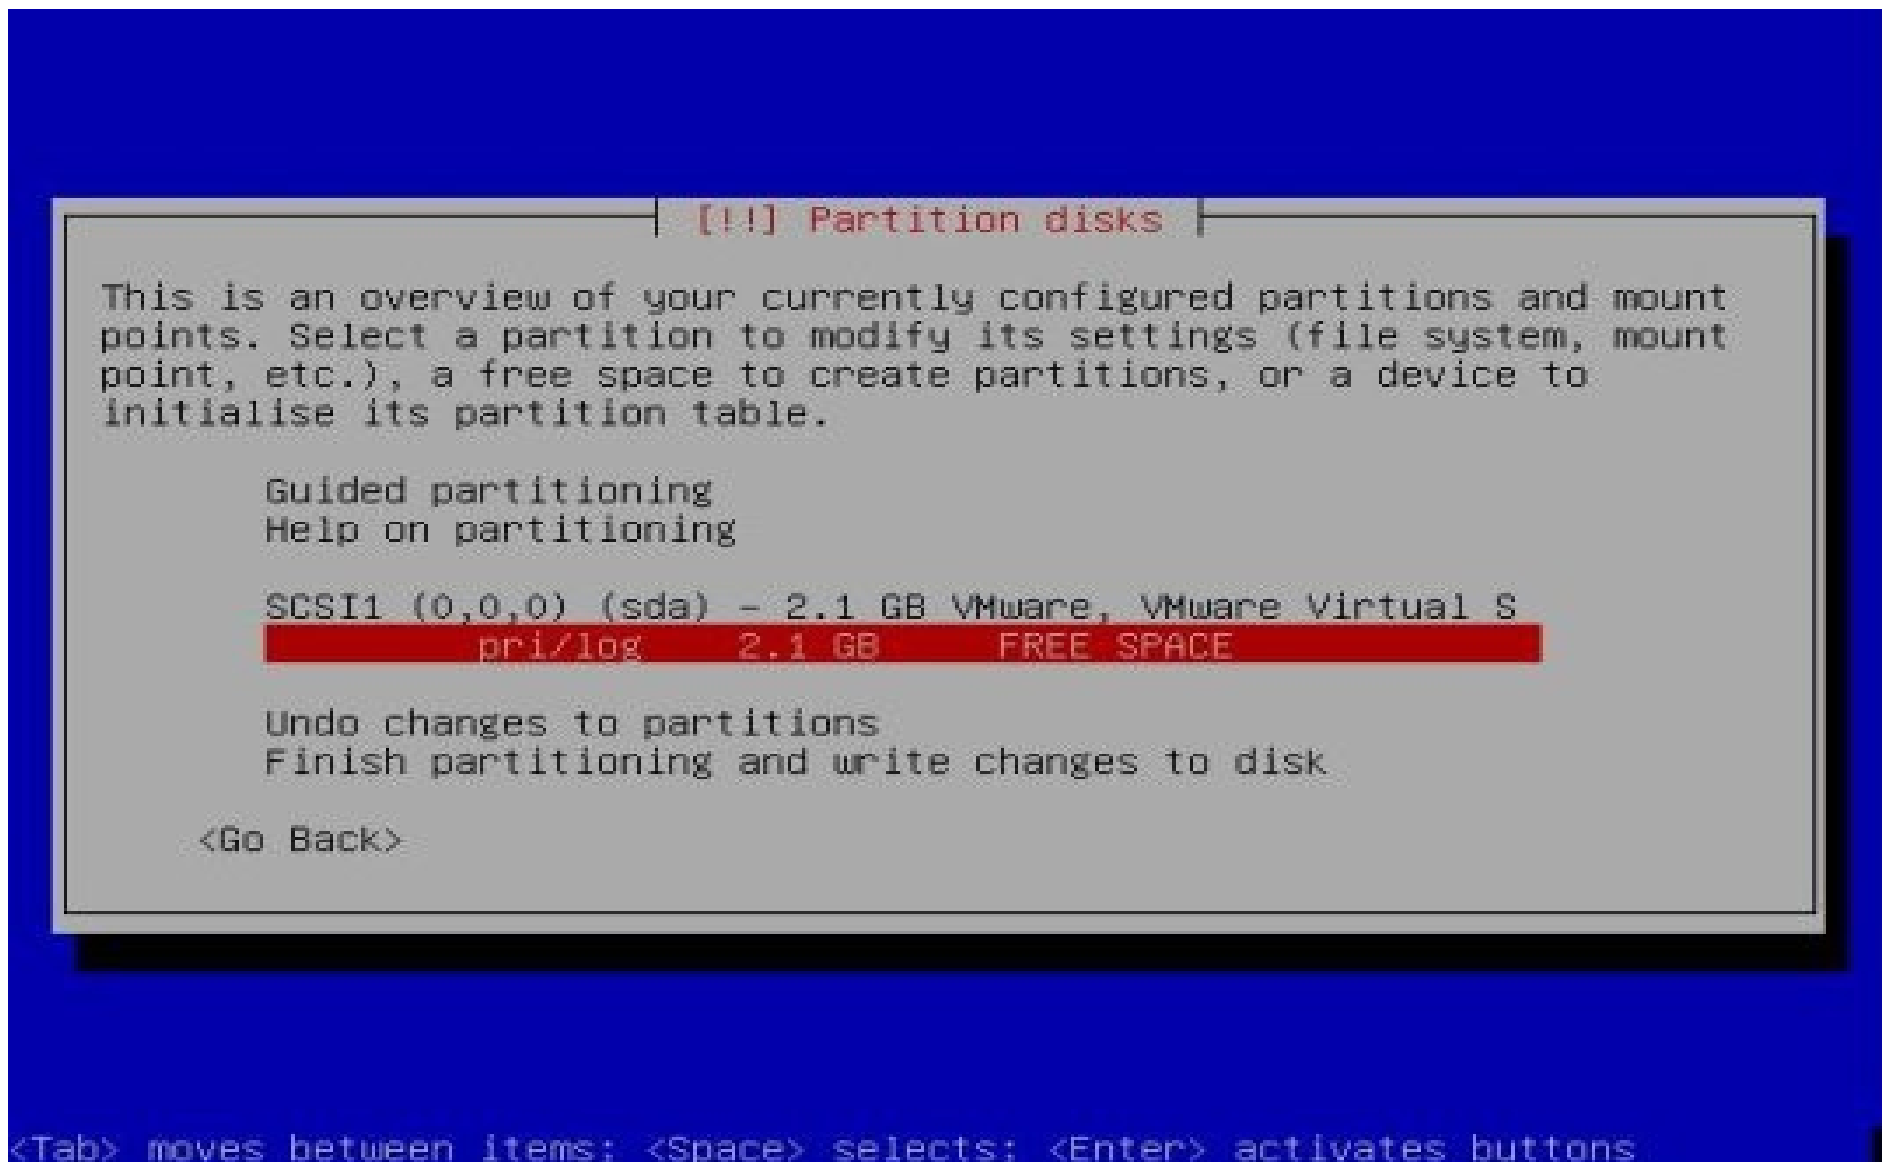 [!!] Partition disks
This is an overview of your currently configured partitions and mount
points. Select a partition to modify its settings (file system, mount
point, etc.), a free space to create partitions, or a device to
initialise its partition table.
Guided partitioning
Help on partitioning
SCSI1 (0,0,0) (sda) - 2.1 GB VMware, VMware Virtual S
pri/log 2.1 GB FREE SPACE
Undo changes to partitions
Finish partitioning and write changes to disk
<Go Back>
<Tab> moves between items; <Space> selects; <Enter> activates buttons